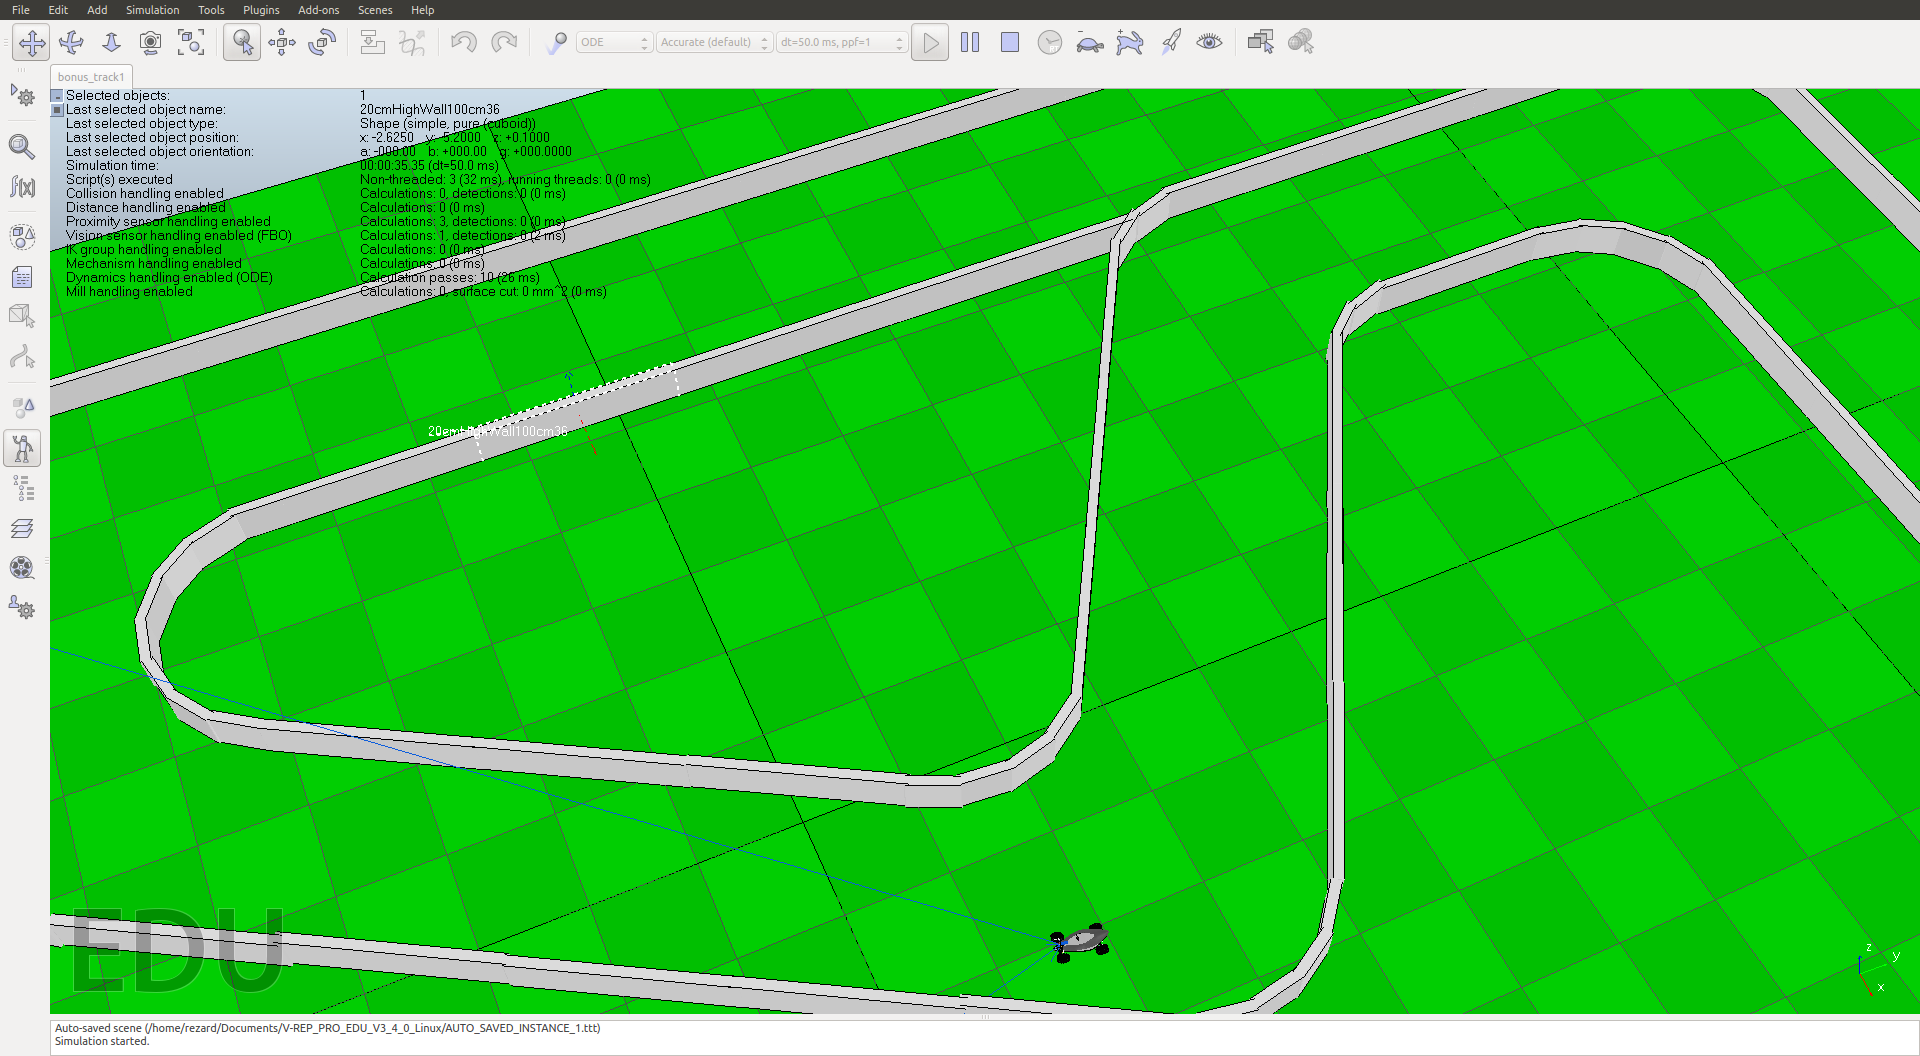 File Edit Add Simulation Tools Plugins Add-ons Scenes Help
ODE Accurate (default) dt=50.0 ms, ppf=1
bonus_track1
Selected objects: 1
Last selected object name: 20cmHighWall100cm36
Last selected object type: Shape (simple, pure (cuboid))
Last selected object position: x: -2.6250 y: -5.2000 z: +0.1000
Last selected object orientation: a: -000.00 b: +000.00 g: +000.0000
Simulation time: 00:00:35.35 (dt=50.0 ms)
Script(s) executed Non-threaded: 3 (32 ms), running threads: 0 (0 ms)
Collision handling enabled Calculations: 0, detections: 0 (0 ms)
Distance handling enabled Calculations: 0 (0 ms)
Proximity sensor handling enabled Calculations: 3, detections: 0 (0 ms)
Vision sensor handling enabled (FBO) Calculations: 1, detections: 0 (2 ms)
IK group handling enabled Calculations: 0 (0 ms)
Mechanism handling enabled Calculations: 0 (0 ms)
Dynamics handling enabled (ODE) Calculation passes: 10 (26 ms)
Mill handling enabled Calculations: 0, surface cut: 0 mm^2 (0 ms)
20cmHighWall100cm36
EDU
z
y
x
Auto-saved scene (/home/rezard/Documents/V-REP_PRO_EDU_V3_4_0_Linux/AUTO_SAVED_INSTANCE_1.ttt)
Simulation started.